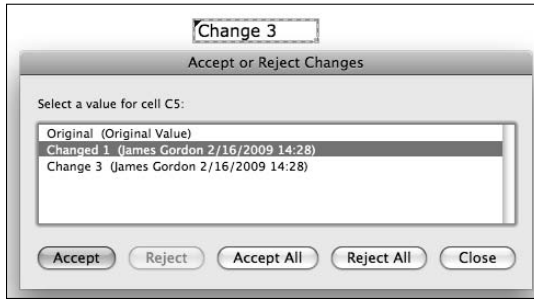 Change 3
Accept or Reject Changes
Select a value for cell C5:
Original (Original Value)
Changed 1 (James Gordon 2/16/2009 14:28)
Change 3 (James Gordon 2/16/2009 14:28)
Accept Reject Accept All Reject All Close